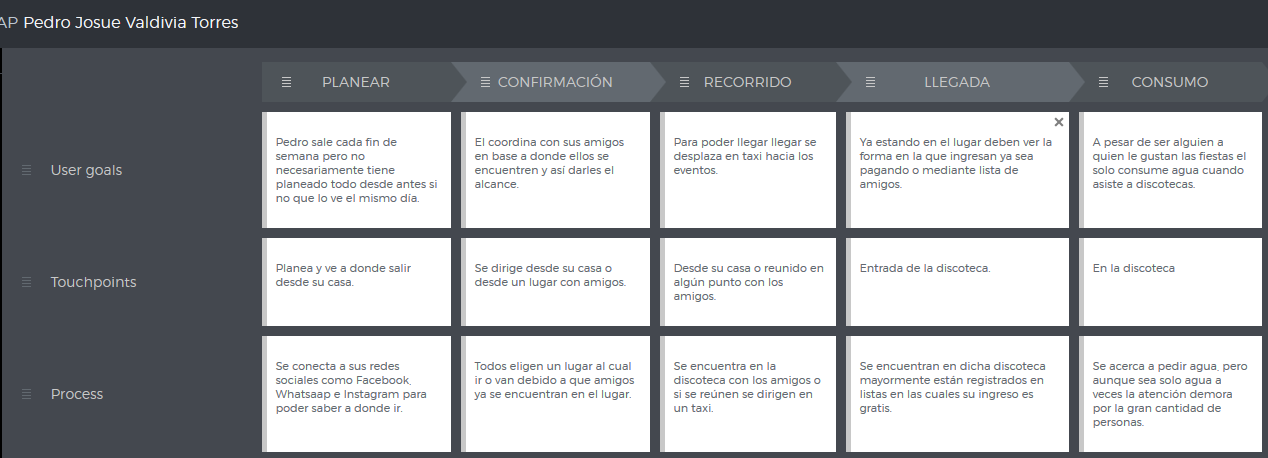 AP Pedro Josue Valdivia Torres
PLANEAR
CONFIRMACIÓN
RECORRIDO
LLEGADA
CONSUMO
User goals
Pedro sale cada fin de
semana pero no
necesariamente tiene
planeado todo desde antes si
no que lo ve el mismo día.
El coordina con sus amigos
en base a donde ellos se
encuentren y así darles el
alcance.
Para poder llegar llegar se
desplaza en taxi hacia los
eventos.
Ya estando en el lugar deben ver la
forma en la que ingresan ya sea
pagando o mediante lista de
amigos.
A pesar de ser alguien a
quien le gustan las fiestas el
solo consume agua cuando
asiste a discotecas.
Touchpoints
Planea y ve a donde salir
desde su casa.
Se dirige desde su casa o
desde un lugar con amigos.
Desde su casa o reunido en
algún punto con los
amigos.
Entrada de la discoteca.
En la discoteca
Process
Se conecta a sus redes
sociales como Facebook,
Whatsaap e Instagram para
poder saber a donde ir.
Todos eligen un lugar al cual
ir o van debido a que amigos
ya se encuentran en el lugar.
Se encuentra en la
discoteca con los amigos o
si se reúnen se dirigen en
un taxi.
Se encuentran en dicha discoteca
mayormente están registrados en
listas en las cuales su ingreso es
gratis.
Se acerca a pedir agua, pero
aunque sea solo agua a
veces la atención demora
por la gran cantidad de
personas.